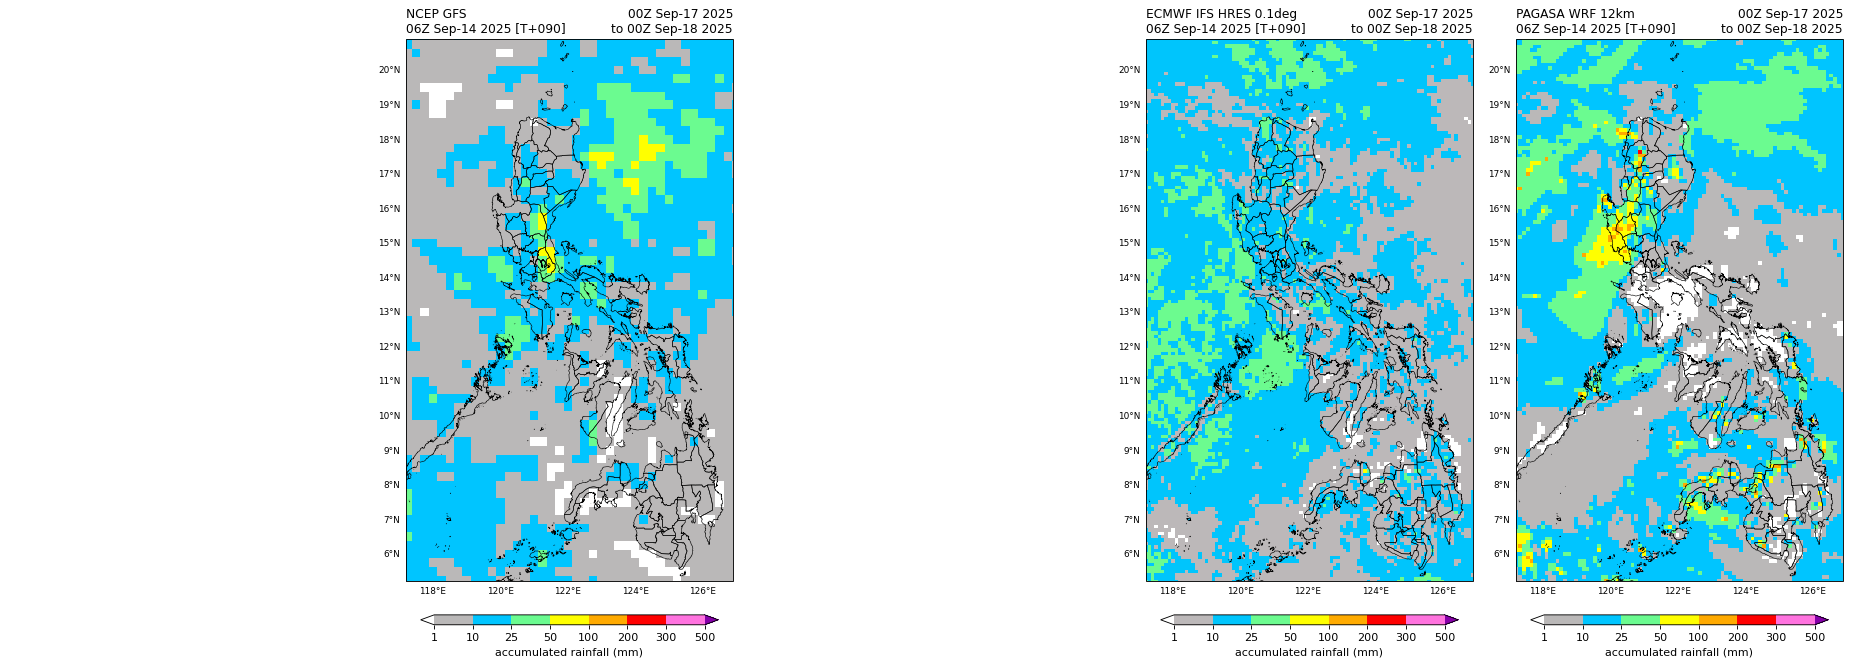 NCEP GFS 00Z Sep-17 2025
06Z Sep-14 2025 [T+090] to 00Z Sep-18 2025
20°N
19°N
18°N
17°N
16°N
15°N
14°N
13°N
12°N
11°N
10°N
9°N
8°N
7°N
6°N
118°E 120°E 122°E 124°E 126°E
1 10 25 50 100 200 300 500
accumulated rainfall (mm)
ECMWF IFS HRES 0.1deg 00Z Sep-17 2025
06Z Sep-14 2025 [T+090] to 00Z Sep-18 2025
20°N
19°N
18°N
17°N
16°N
15°N
14°N
13°N
12°N
11°N
10°N
9°N
8°N
7°N
6°N
118°E 120°E 122°E 124°E 126°E
1 10 25 50 100 200 300 500
accumulated rainfall (mm)
PAGASA WRF 12km 00Z Sep-17 2025
06Z Sep-14 2025 [T+090] to 00Z Sep-18 2025
20°N
19°N
18°N
17°N
16°N
15°N
14°N
13°N
12°N
11°N
10°N
9°N
8°N
7°N
6°N
118°E 120°E 122°E 124°E 126°E
1 10 25 50 100 200 300 500
accumulated rainfall (mm)